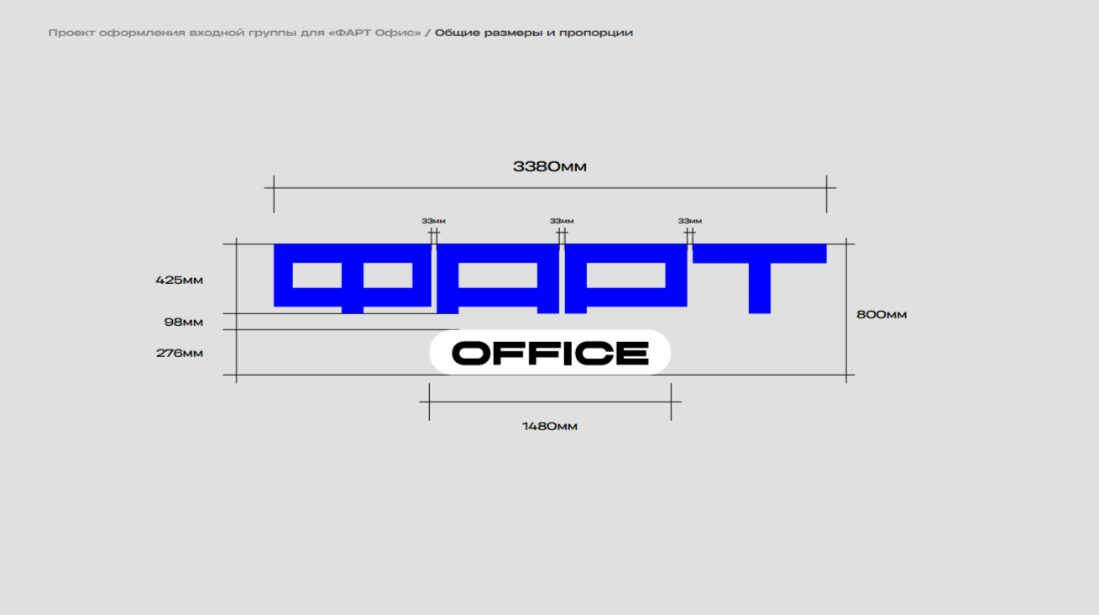 Проект оформления входной группы для «ФАРТ Офис» / Общие размеры и пропорции
3380мм
33мм 33мм 33мм
ФАРТ
425мм
98мм
276мм
800мм
OFFICE
1480мм